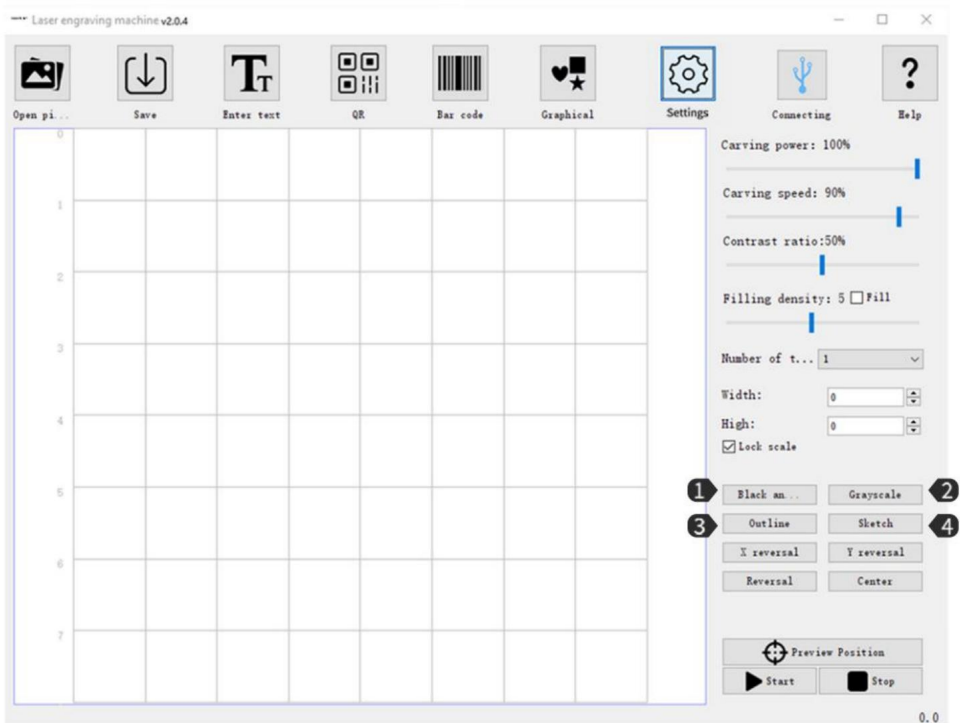 Laser engraving machine v2.0.4
Open pi... Save Enter text QR Bar code Graphical Settings Connecting Help
0
1
2
3
4
5
6
7
Carving power: 100%
Carving speed: 90%
Contrast ratio:50%
Filling density: 5 Fill
Number of t... 1
Width: 0
High: 0
Lock scale
1 Black an... Grayscale 2
3 Outline Sketch 4
X reversal Y reversal
Reversal Center
Preview Position
Start Stop
0.0